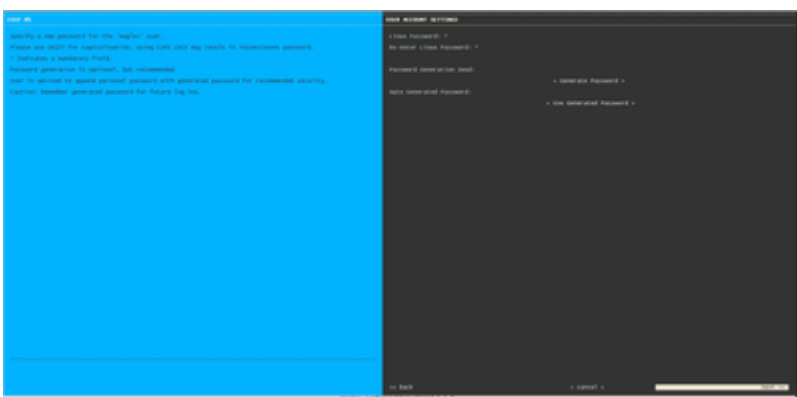 STEP #5
Specify a new password for the 'maglev' user:
Please use SHIFT for capitalization, using CAPS LOCK may result in inconsistent password.
* Indicates a mandatory field.
Password generation is optional, but recommended.
User is advised to append personal password with generated password for recommended security.
Caution: Remember generated password for future log ins.
USER ACCOUNT SETTINGS
Linux Password: *
Re-enter Linux Password: *
Password Generation Seed:
< Generate Password >
Auto Generated Password:
< Use Generated Password >
<< back
< cancel >